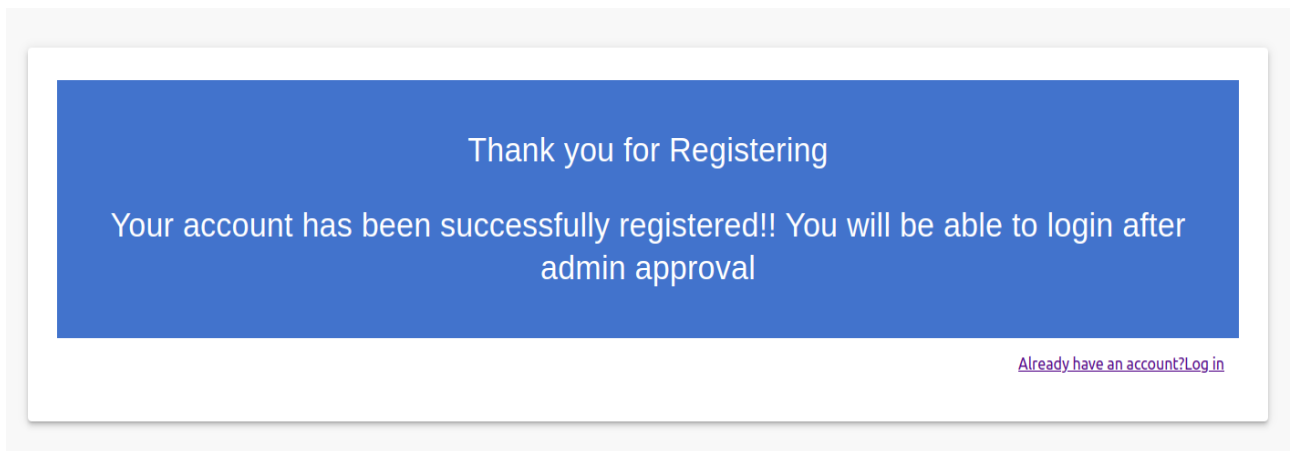 Thank you for Registering
Your account has been successfully registered!! You will be able to login after
admin approval
Already have an account?Log in